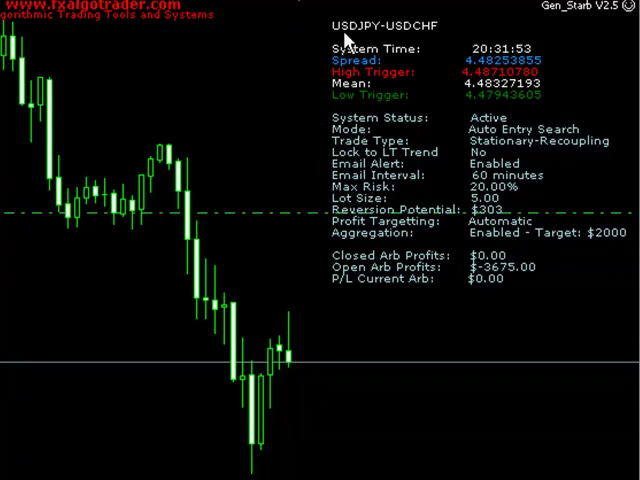 www.fxalgotrader.com
Gen_Starb V2.5
gorithmic Trading Tools and Systems
USDJPY-USDCHF
System Time: 20:31:53
Spread: 4.48253855
High Trigger: 4.48710780
Mean: 4.48327193
Low Trigger: 4.47943605
System Status: Active
Mode: Auto Entry Search
Trade Type: Stationary-Recoupling
Lock to LT Trend No
Email Alert: Enabled
Email Interval: 60 minutes
Max Risk: 20.00%
Lot Size: 5.00
Reversion Potential: $303
Profit Targetting: Automatic
Aggregation: Enabled - Target: $2000
Closed Arb Profits: $0.00
Open Arb Profits: $-3675.00
P/L Current Arb: $0.00